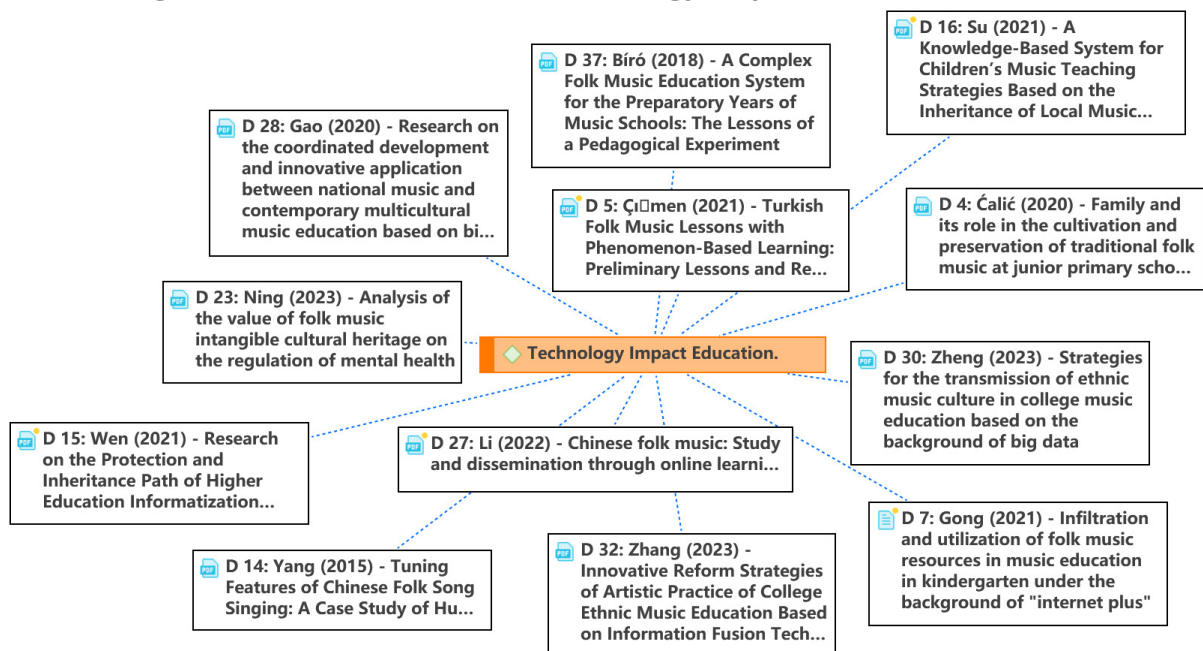 D 16: Su (2021) - A
Knowledge-Based System for
Children's Music Teaching
Strategies Based on the
Inheritance of Local Music...
D 37: Bíró (2018) - A Complex
Folk Music Education System
for the Preparatory Years of
Music Schools: The Lessons of
a Pedagogical Experiment
D 28: Gao (2020) - Research on
the coordinated development
and innovative application
between national music and
contemporary multicultural
music education based on bi...
D 5: Çı□men (2021) - Turkish
Folk Music Lessons with
Phenomenon-Based Learning:
Preliminary Lessons and Re...
D 4: Ćalić (2020) - Family and
its role in the cultivation and
preservation of traditional folk
music at junior primary scho...
D 23: Ning (2023) - Analysis of
the value of folk music
intangible cultural heritage on
the regulation of mental health
Technology Impact Education.
D 30: Zheng (2023) - Strategies
for the transmission of ethnic
music culture in college music
education based on the
background of big data
D 15: Wen (2021) - Research
on the Protection and
Inheritance Path of Higher
Education Informatization...
D 27: Li (2022) - Chinese folk music: Study
and dissemination through online learni...
D 7: Gong (2021) - Infiltration
and utilization of folk music
resources in music education
in kindergarten under the
background of "internet plus"
D 14: Yang (2015) - Tuning
Features of Chinese Folk Song
Singing: A Case Study of Hu...
D 32: Zhang (2023) -
Innovative Reform Strategies
of Artistic Practice of College
Ethnic Music Education Based
on Information Fusion Tech...